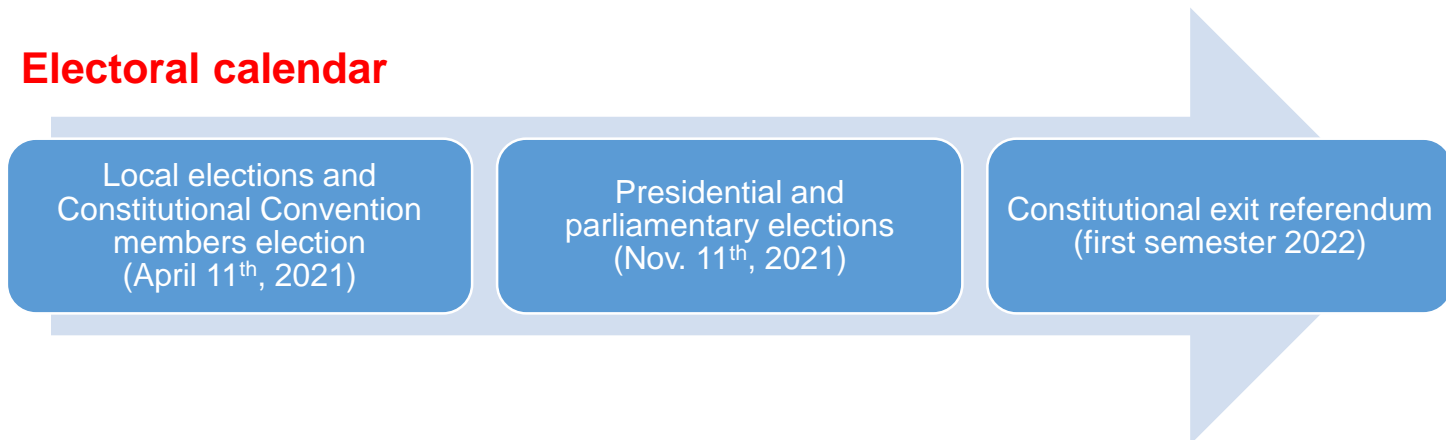 Electoral calendar
Local elections and
Constitutional Convention
members election
(April 11th, 2021)
Presidential and
parliamentary elections
(Nov. 11th, 2021)
Constitutional exit referendum
(first semester 2022)